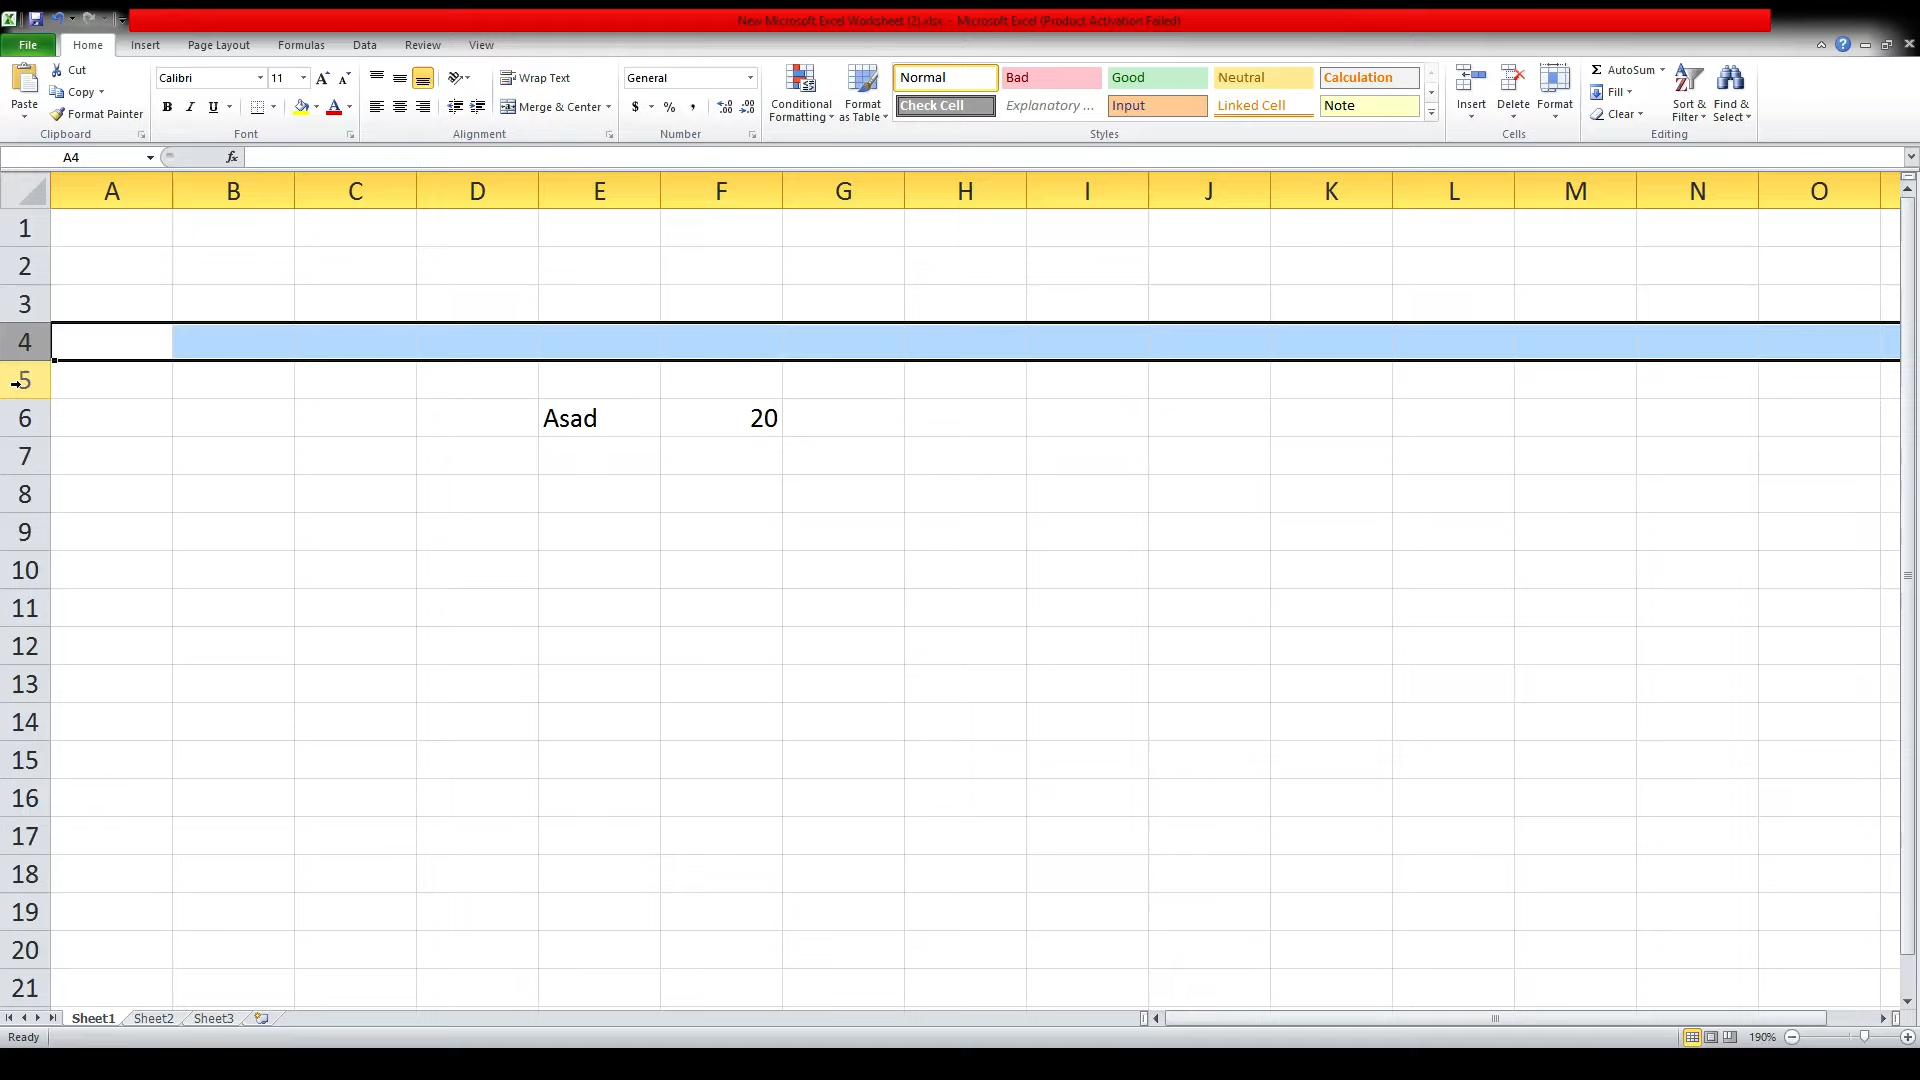 New Microsoft Excel Worksheet (2).xlsx - Microsoft Excel (Product Activation Failed)
File Home Insert Page Layout Formulas Data Review View
Cut Calibri 11 Wrap Text General Normal Bad Good Neutral Calculation AutoSum
Copy Fill
Paste Format Painter B I U Merge & Center $ % , Conditional Formatting Format as Table Check Cell Explanatory ... Input Linked Cell Note Insert Delete Format Clear Sort & Filter Find & Select
Clipboard Font Alignment Number Styles Cells Editing
A4 fx
A B C D E F G H I J K L M N O
1
2
3
4
5
6 Asad 20
7
8
9
10
11
12
13
14
15
16
17
18
19
20
21
Sheet1 Sheet2 Sheet3
Ready 190%